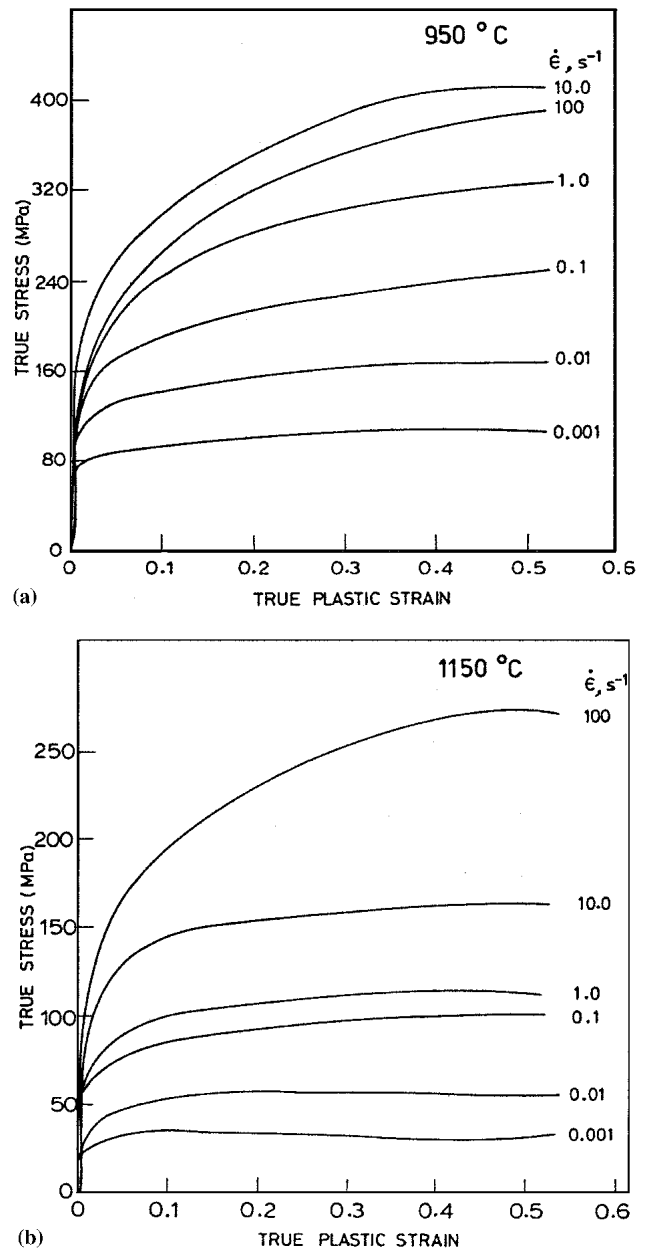 950 °C
ε̇, s⁻¹
10.0
100
1.0
0.1
0.01
0.001
TRUE STRESS (MPa)
400
320
240
160
80
0
0 0.1 0.2 0.3 0.4 0.5 0.6
TRUE PLASTIC STRAIN
(a)
1150 °C
ε̇, s⁻¹
100
10.0
1.0
0.1
0.01
0.001
TRUE STRESS (MPa)
250
200
150
100
50
0
0 0.1 0.2 0.3 0.4 0.5 0.6
TRUE PLASTIC STRAIN
(b)